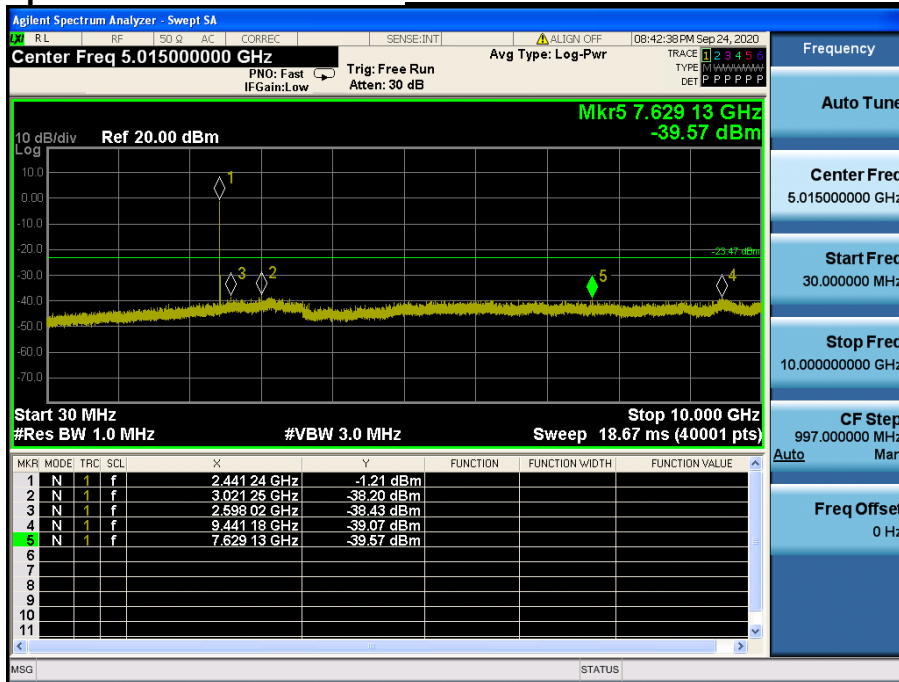 Agilent Spectrum Analyzer - Swept SA
LXI RL RF 50 Ω AC CORREC SENSE:INT ALIGN OFF 08:42:38 PM Sep 24, 2020
Center Freq 5.015000000 GHz
PNO: Fast
IFGain:Low
Trig: Free Run
Atten: 30 dB
Avg Type: Log-Pwr
TRACE 1 2 3 4 5 6
TYPE M WWWWW
DET P P P P P P
Mkr5 7.629 13 GHz
-39.57 dBm
10 dB/div Ref 20.00 dBm
Log
10.0
0.00
-10.0
-20.0
-30.0
-40.0
-50.0
-60.0
-70.0
1
3
2
5
4
-23.47 dBm
Start 30 MHz
Stop 10.000 GHz
#Res BW 1.0 MHz
#VBW 3.0 MHz
Sweep 18.67 ms (40001 pts)
MKR MODE TRC SCL X Y FUNCTION FUNCTION WIDTH FUNCTION VALUE
1 N 1 f 2.441 24 GHz -1.21 dBm
2 N 1 f 3.021 25 GHz -38.20 dBm
3 N 1 f 2.598 02 GHz -38.43 dBm
4 N 1 f 9.441 18 GHz -39.07 dBm
5 N 1 f 7.629 13 GHz -39.57 dBm
6
7
8
9
10
11
MSG
STATUS
Frequency
Auto Tune
Center Freq
5.015000000 GHz
Start Freq
30.000000 MHz
Stop Freq
10.000000000 GHz
CF Step
997.000000 MHz
Auto Man
Freq Offset
0 Hz